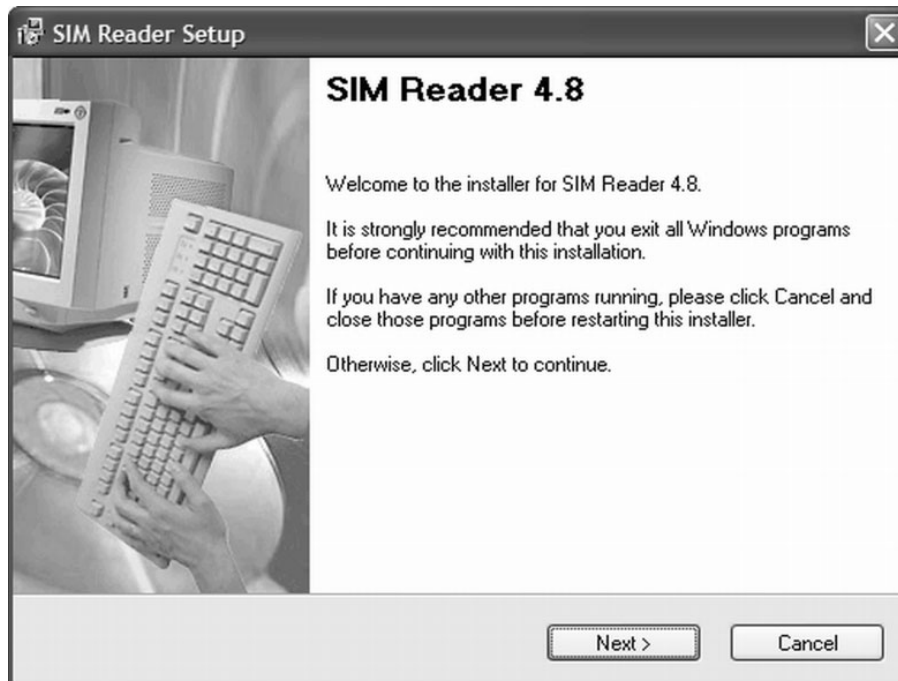 SIM Reader Setup
SIM Reader 4.8
Welcome to the installer for SIM Reader 4.8.
It is strongly recommended that you exit all Windows programs
before continuing with this installation.
If you have any other programs running, please click Cancel and
close those programs before restarting this installer.
Otherwise, click Next to continue.
Next >
Cancel